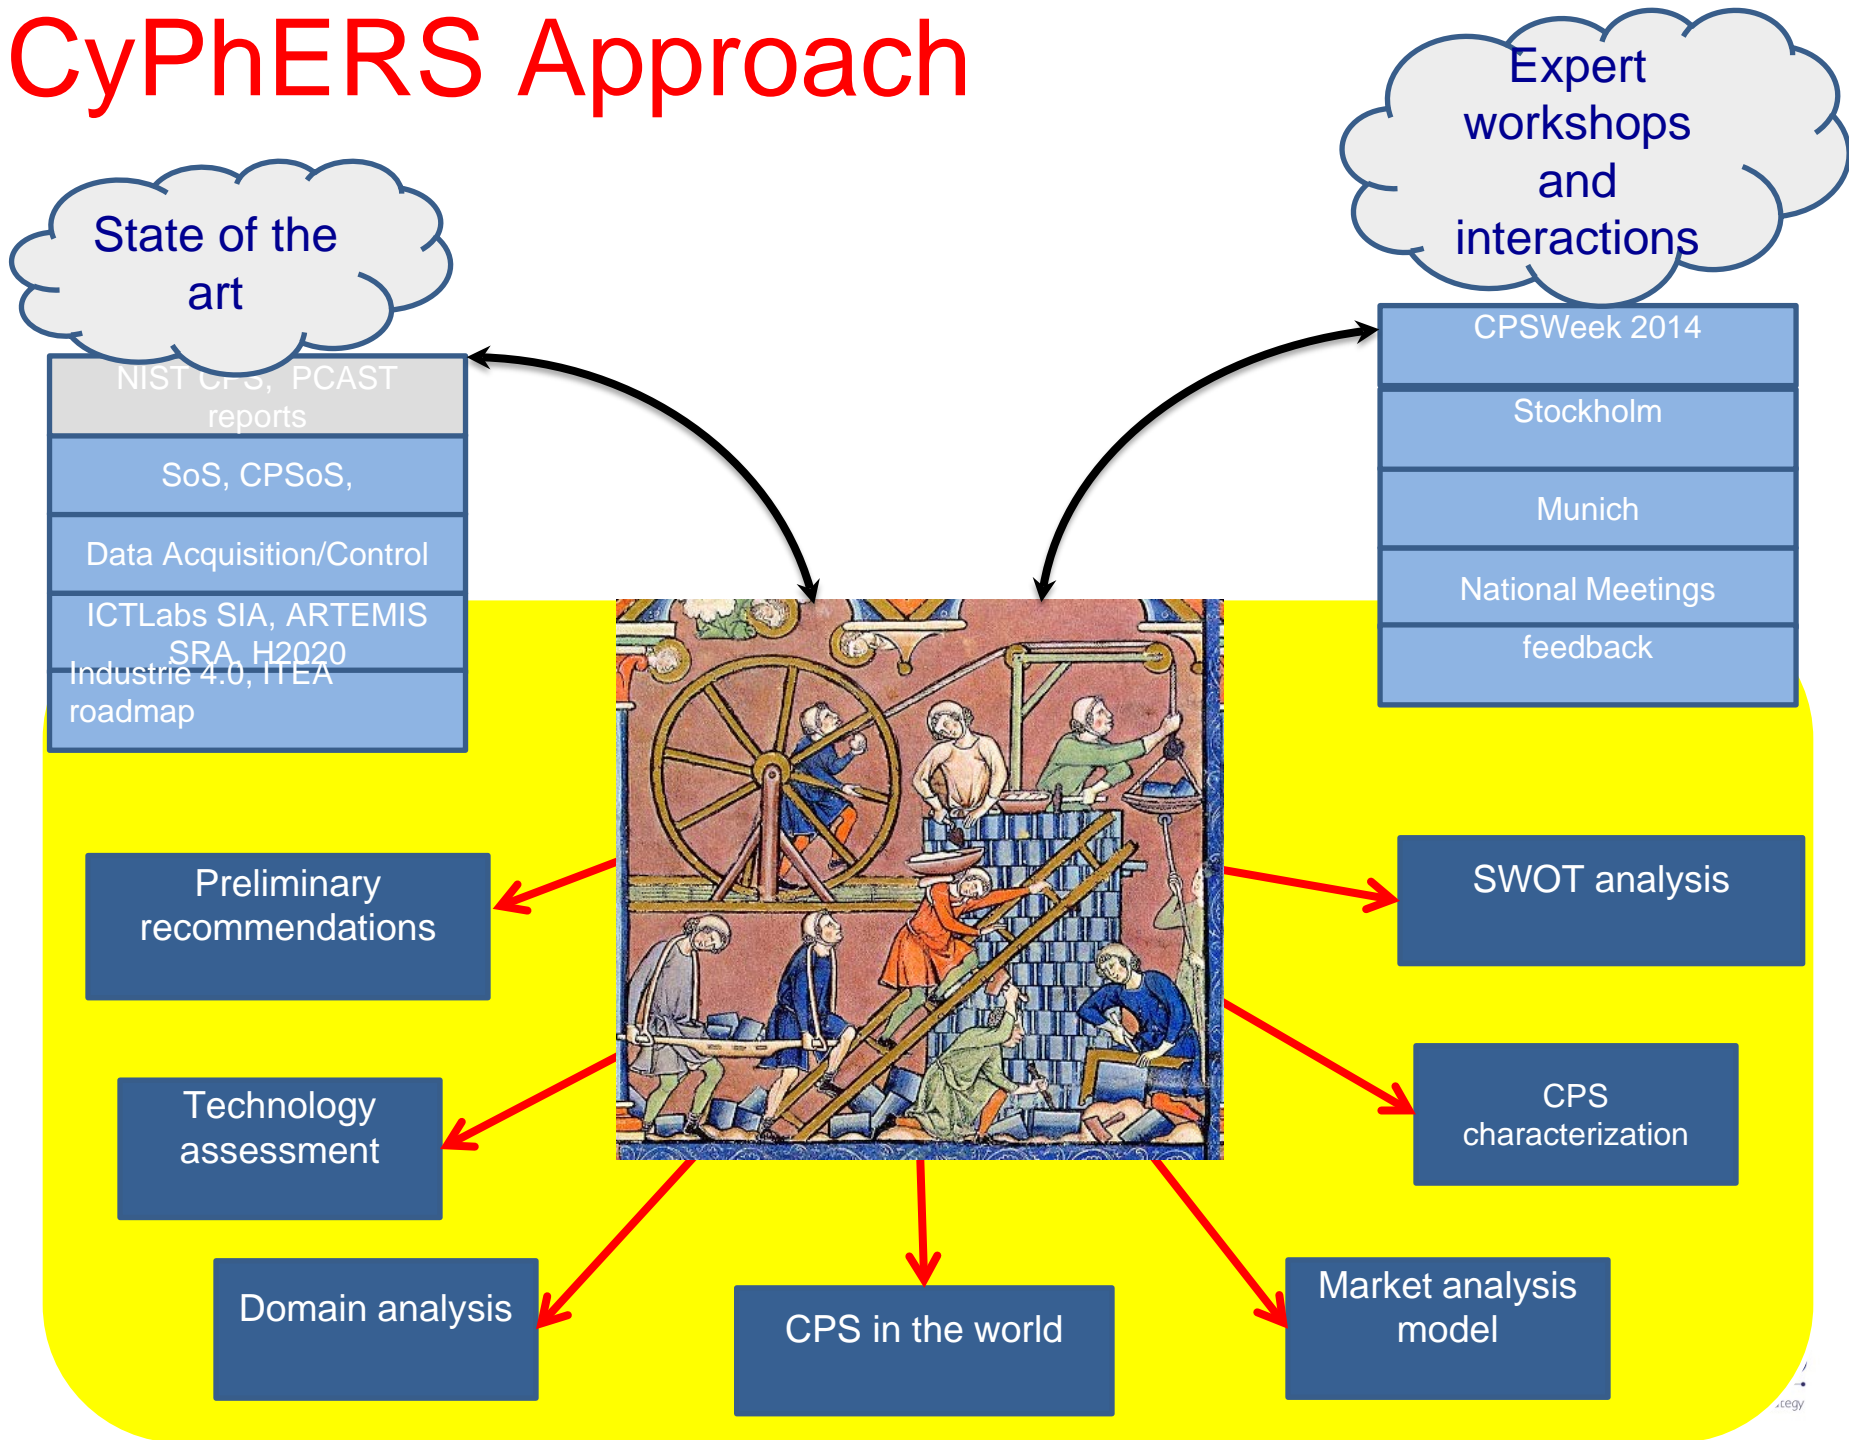 CyPhERS Approach
Expert
workshops
and
interactions
State of the
art
NIST CPS, PCAST
reports
SoS, CPSoS,
Data Acquisition/Control
ICTLabs SIA, ARTEMIS
SRA, H2020
Industrie 4.0, ITEA
roadmap
CPSWeek 2014
Stockholm
Munich
National Meetings
feedback
Preliminary
recommendations
SWOT analysis
Technology
assessment
CPS
characterization
Domain analysis
CPS in the world
Market analysis
model